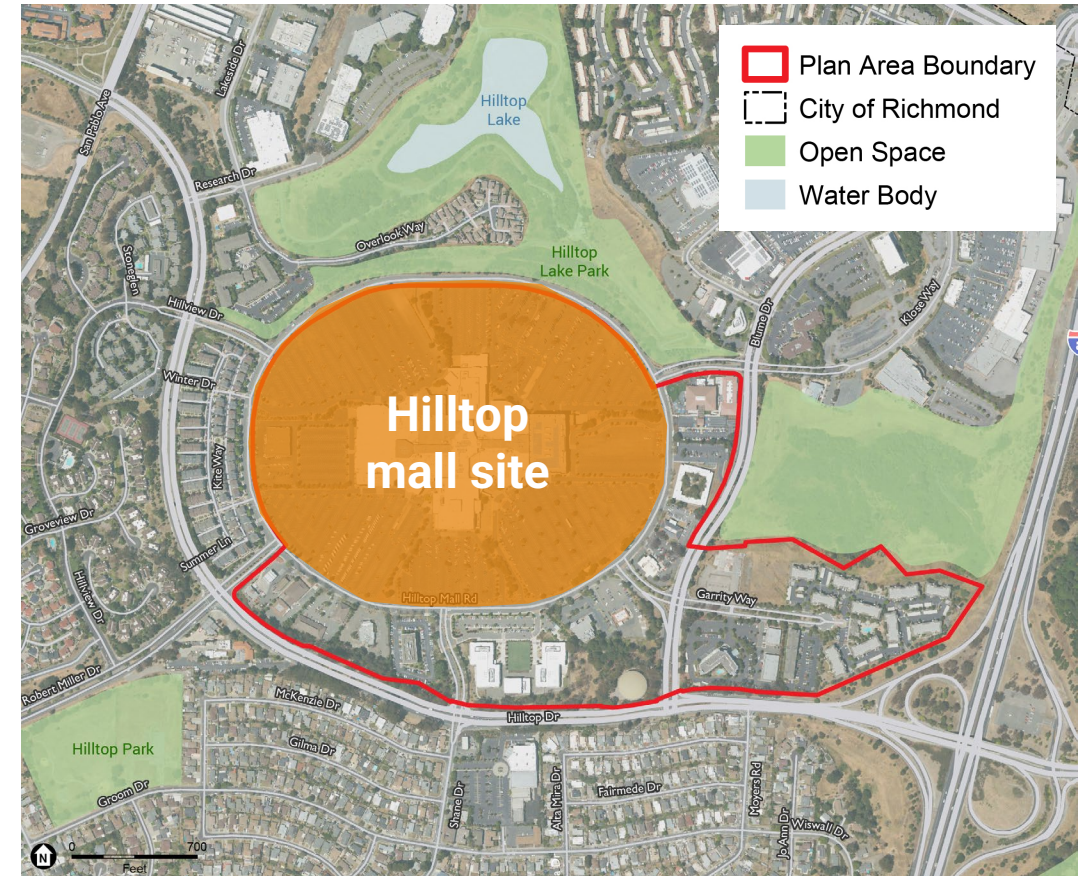 Plan Area Boundary
City of Richmond
Open Space
Water Body
Hilltop
Lake
Lakeside Dr
San Pablo Ave
Research Dr
Overlook Way
Stoneglen
Hilltop
Lake Park
Hillview Dr
Blume Dr
Klose Way
Winter Dr
Hilltop
mall site
Kite Way
Groveview Dr
Summer Ln
Hillview Dr
Hilltop Mall Rd
Garrity Way
Robert Miller Dr
McKenzie Dr
Hilltop Dr
Hilltop Park
Gilma Dr
Groom Dr
Shane Dr
Alta Mira Dr
Fairmede Dr
Moyers Rd
Jo Ann Dr
Wiswall Dr
N
0
700
Feet